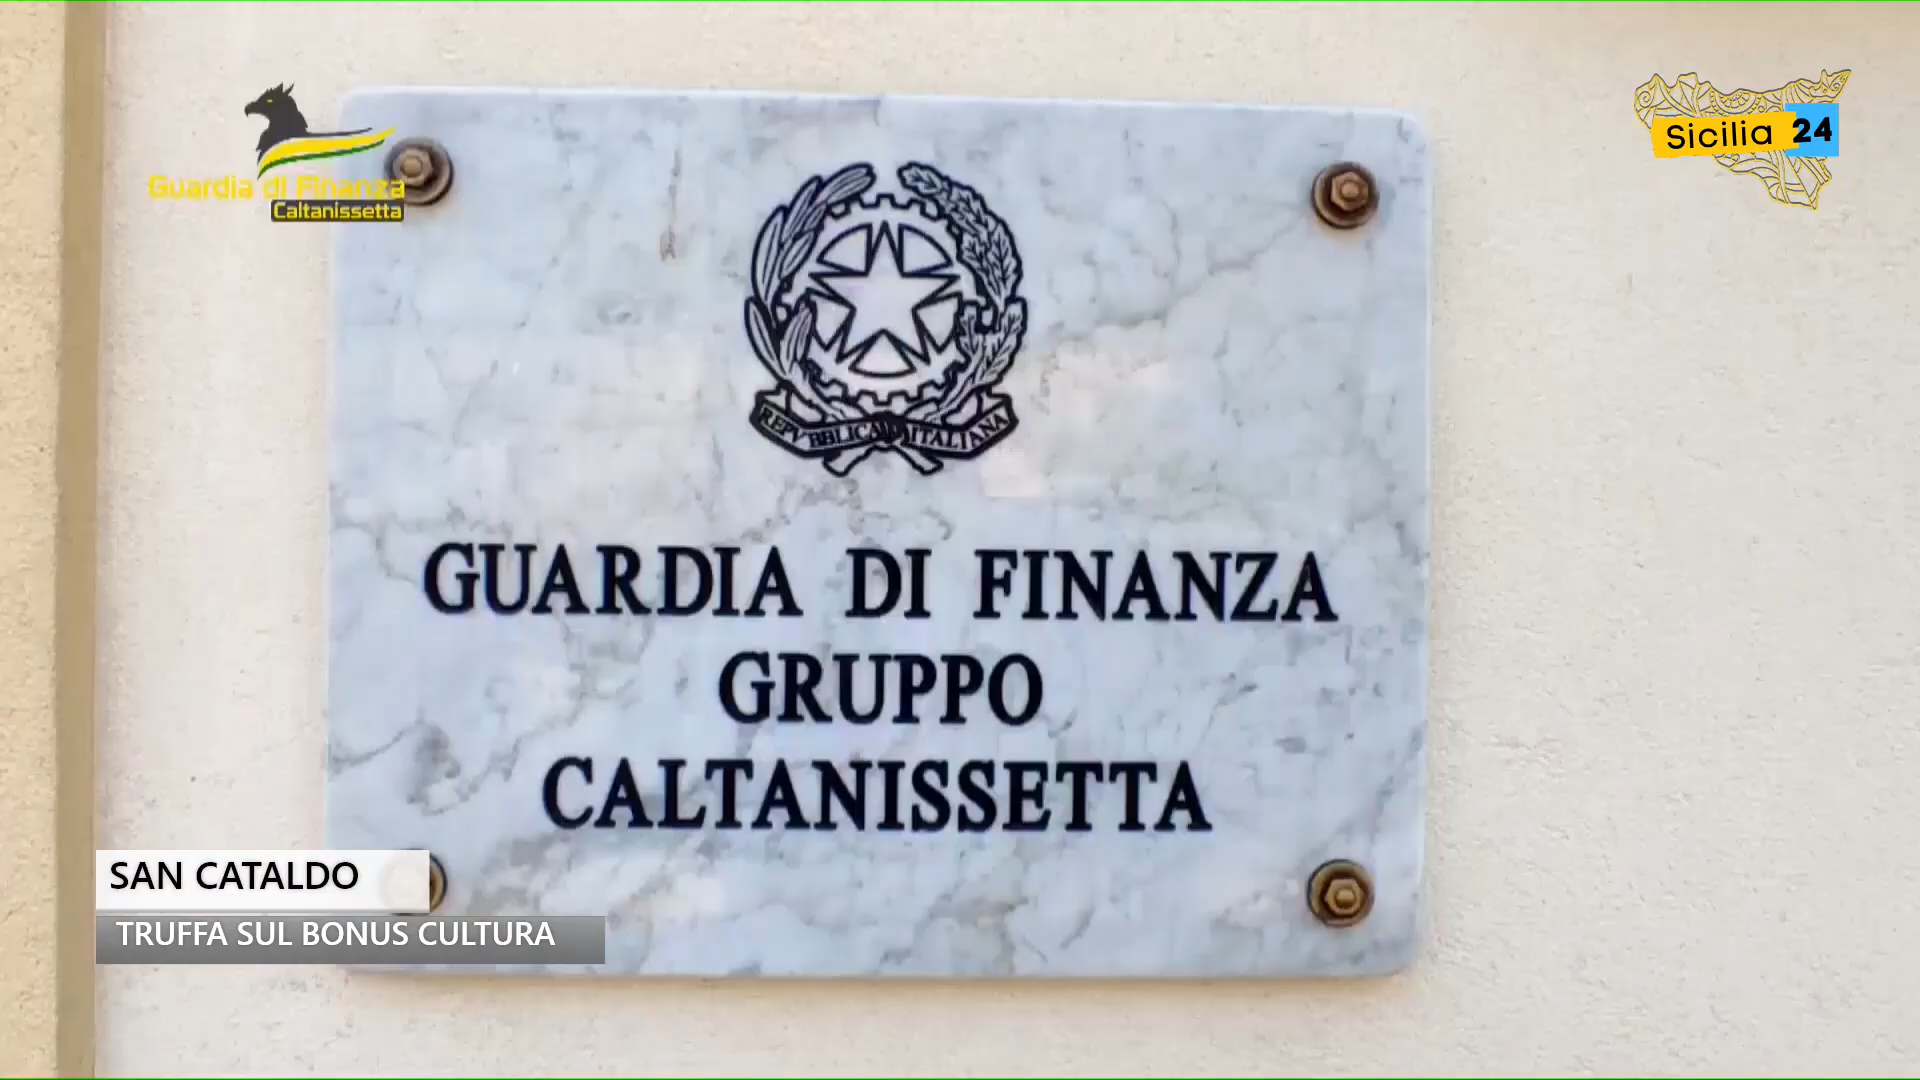 Guardia di Finanza
Caltanissetta
Sicilia 24
REPVBBLICA ITALIANA
GUARDIA DI FINANZA
GRUPPO
CALTANISSETTA
SAN CATALDO
TRUFFA SUL BONUS CULTURA